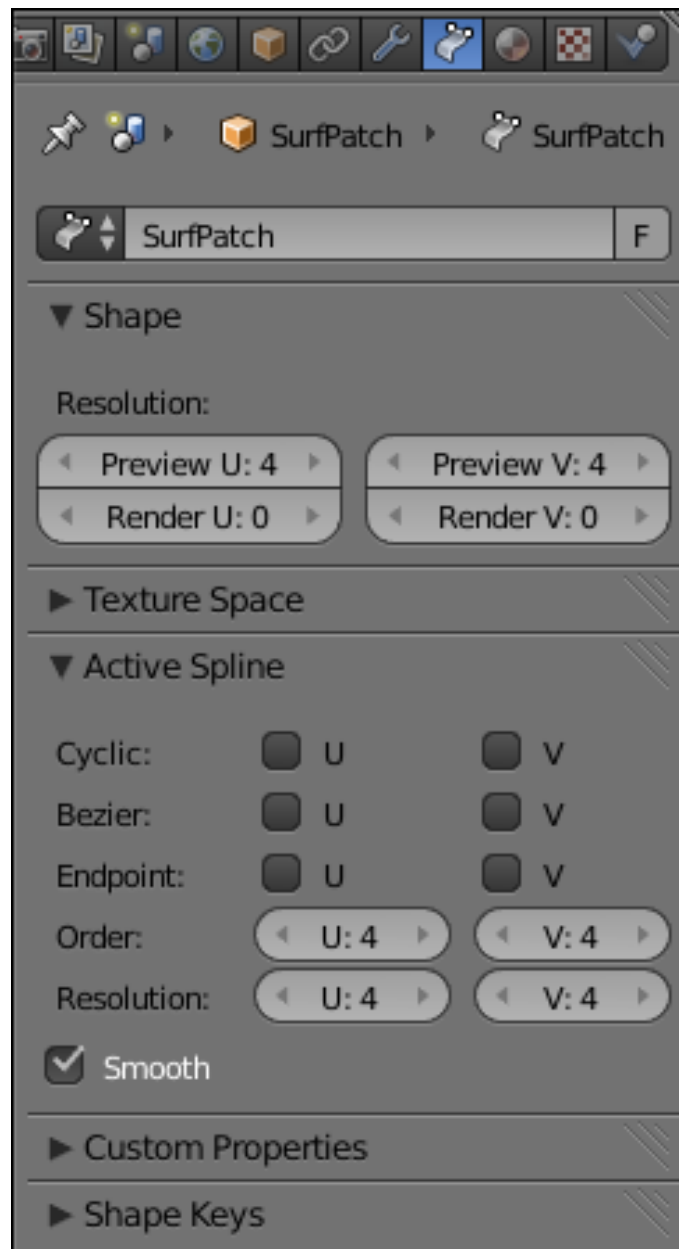 SurfPatch SurfPatch
SurfPatch F
Shape
Resolution:
Preview U: 4 Preview V: 4
Render U: 0 Render V: 0
Texture Space
Active Spline
Cyclic: U V
Bezier: U V
Endpoint: U V
Order: U: 4 V: 4
Resolution: U: 4 V: 4
Smooth
Custom Properties
Shape Keys